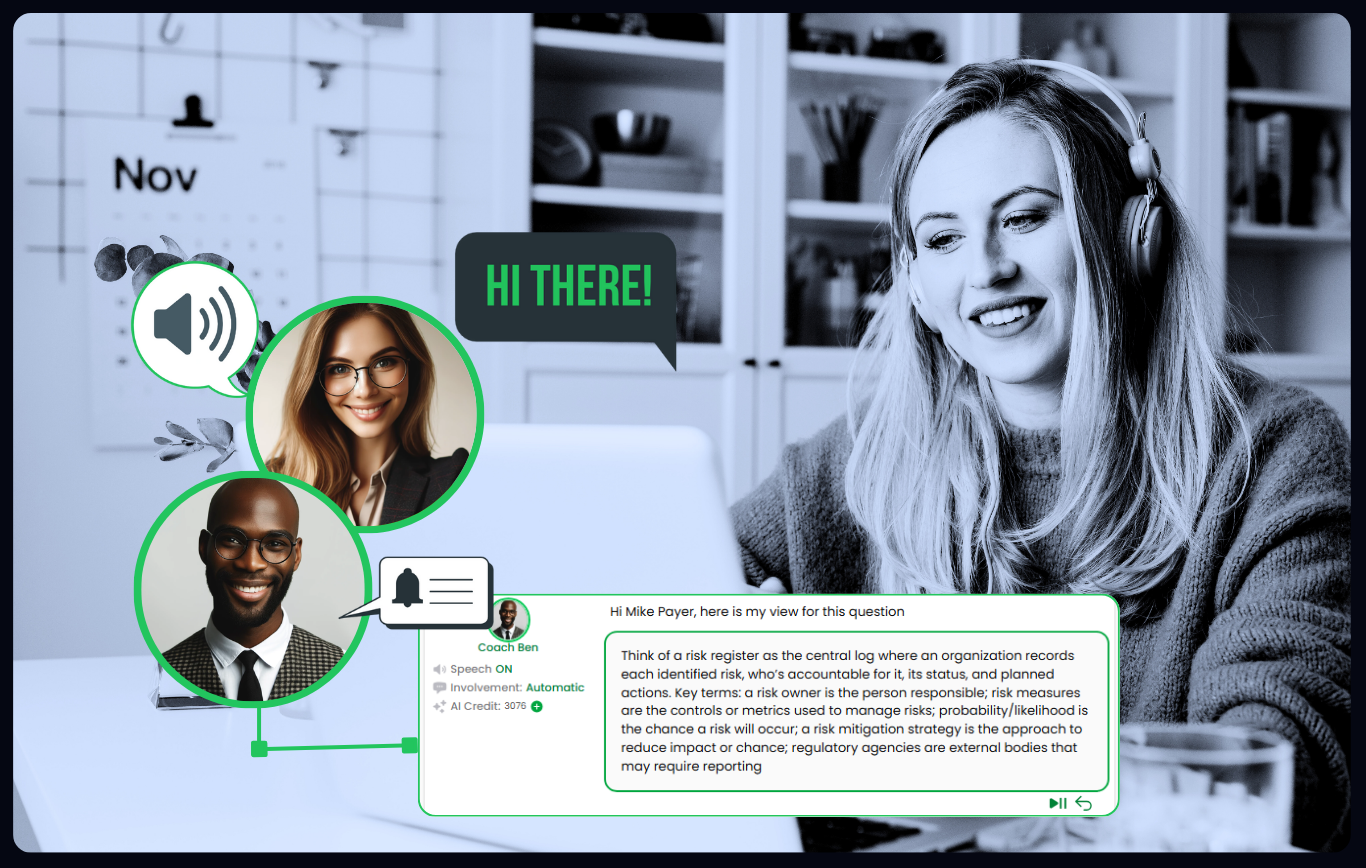 Nov
HI THERE!
Hi Mike Payer, here is my view for this question
Coach Ben
Speech ON
Involvement: Automatic
AI Credit: 3076
Think of a risk register as the central log where an organization records
each identified risk, who's accountable for it, its status, and planned
actions. Key terms: a risk owner is the person responsible; risk measures
are the controls or metrics used to manage risks; probability/likelihood is
the chance a risk will occur; a risk mitigation strategy is the approach to
reduce impact or chance; regulatory agencies are external bodies that
may require reporting